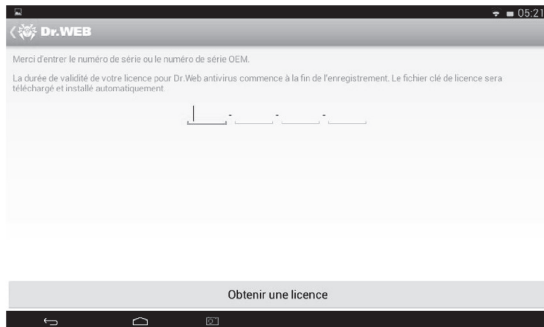 05:21
Dr.WEB
Merci d'entrer le numéro de série ou le numéro de série OEM.
La durée de validité de votre licence pour Dr.Web antivirus commence à la fin de l'enregistrement. Le fichier clé de licence sera
téléchargé et installé automatiquement
- - -
Obtenir une licence